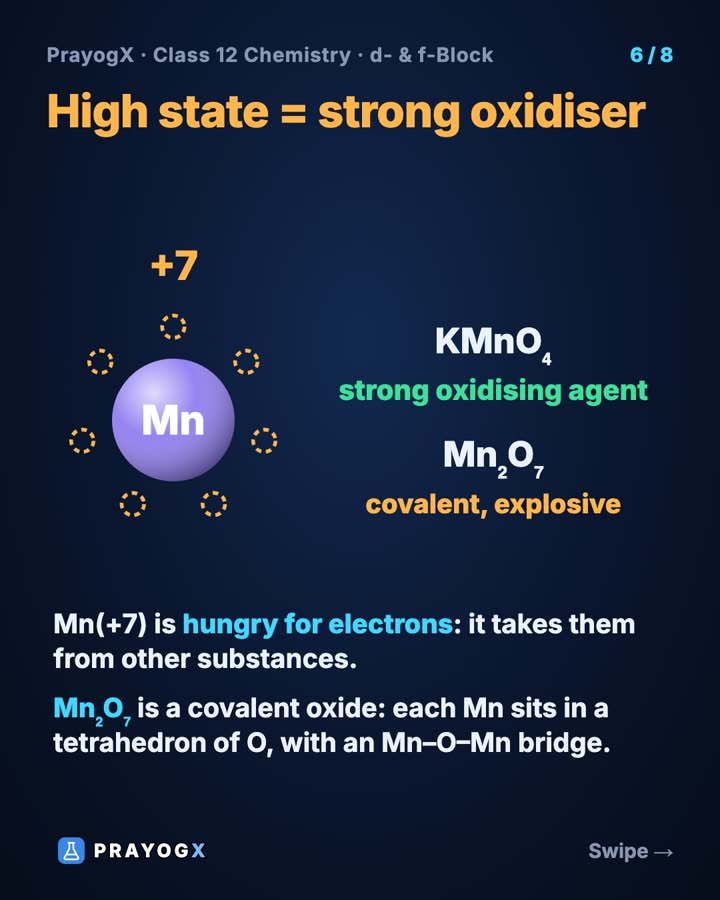 PrayogX · Class 12 Chemistry · d- & f-Block
6 / 8
High state = strong oxidiser
+7
Mn
KMnO₄
strong oxidising agent
Mn₂O₇
covalent, explosive
Mn(+7) is hungry for electrons: it takes them
from other substances.
Mn₂O₇ is a covalent oxide: each Mn sits in a
tetrahedron of O, with an Mn–O–Mn bridge.
PRAYOGX
Swipe →